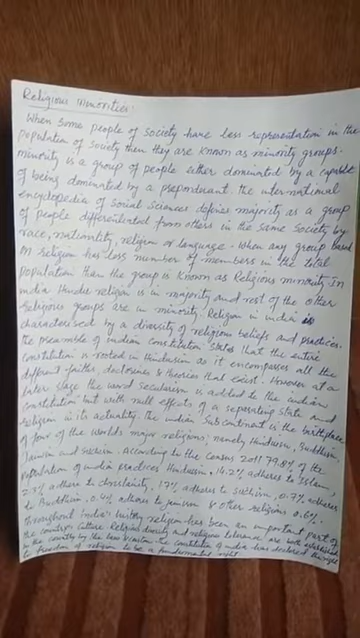 Religious Minorities:
When some people of society have less representation in the
population of society then they are known as minority groups.
minority is a group of people either dominated by a capable
of being dominated by a preponderant the international
encyclopedia of Social Sciences defines majority as a group
of people differentiated from others in the same society by
race, nationality, religion or language. When any group based
on religion has less number of members in the total
population than the group is known as Religious minority. In
india Hindu religion is in majority and rest of the other
religious groups are in minority. Religion in india is
characterised by a diversity of religion beliefs and practices.
the preamble of indian constitution states that the entire
constitution is rooted in Hinduism as it encompasses all the
different faiths, doctrines & theories that exist. However at a
later stage the word secularism is added to the indian
constitution but with null effects of a separating state and
religion in its actuality. the indian Subcontinent is the birthplace
of four of the worlds major religions, namely Hinduism, Buddhism,
Jainism and Sikhism. According to the Census 2011 79.8% of the
population of india practices Hinduism, 14.2% adheres to Islam,
2.3% adhere to christianity, 1.7% adheres to Sikhism, 0.7% adheres
to Buddhism, 0.4% adheres to jainism & other religions 0.6%.
throughout India's history religion has been an important part of
the country's Culture Religious diversity and religious tolerance are both established
in the country by the law & custom the constitution of india has declared the right
to freedom of religion to be a fundamental right